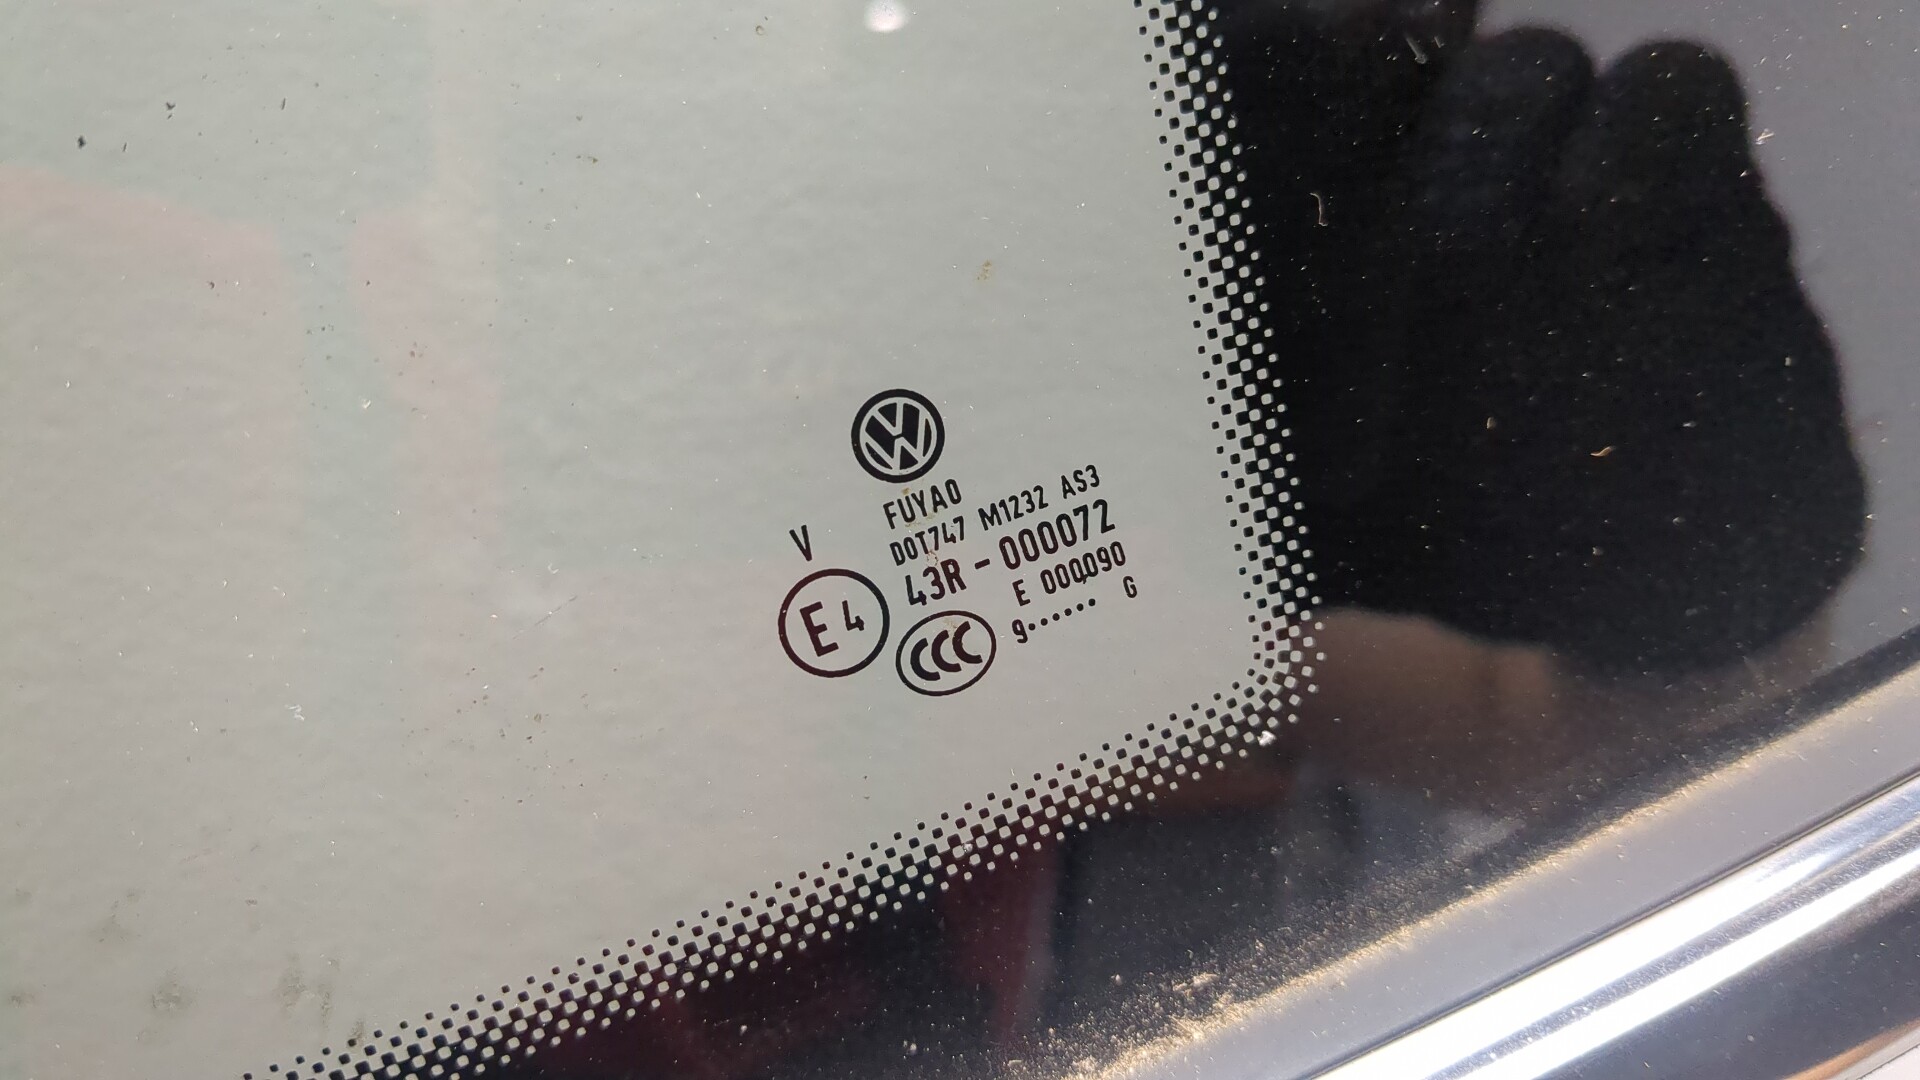 FUYAO
V
DOT747 M1232 AS3
43R-000072
E4
E 000090
CCC
9...... G